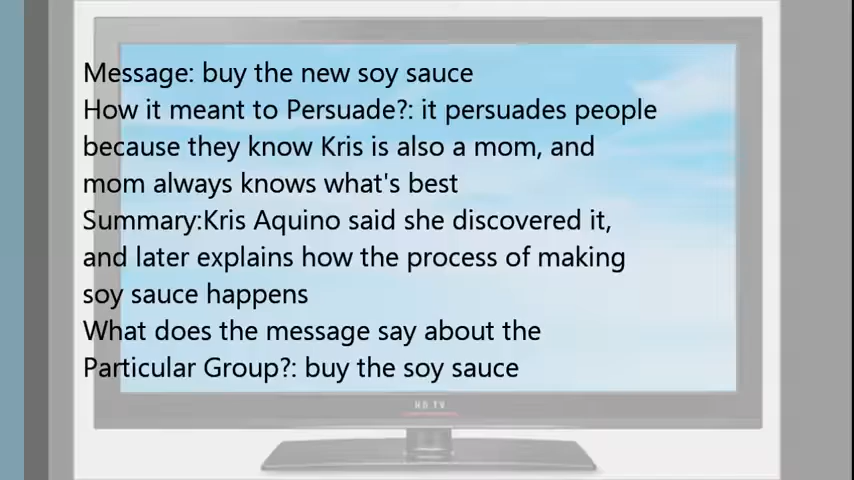 Message: buy the new soy sauce
How it meant to Persuade?: it persuades people
because they know Kris is also a mom, and
mom always knows what's best
Summary:Kris Aquino said she discovered it,
and later explains how the process of making
soy sauce happens
What does the message say about the
Particular Group?: buy the soy sauce
HD TV